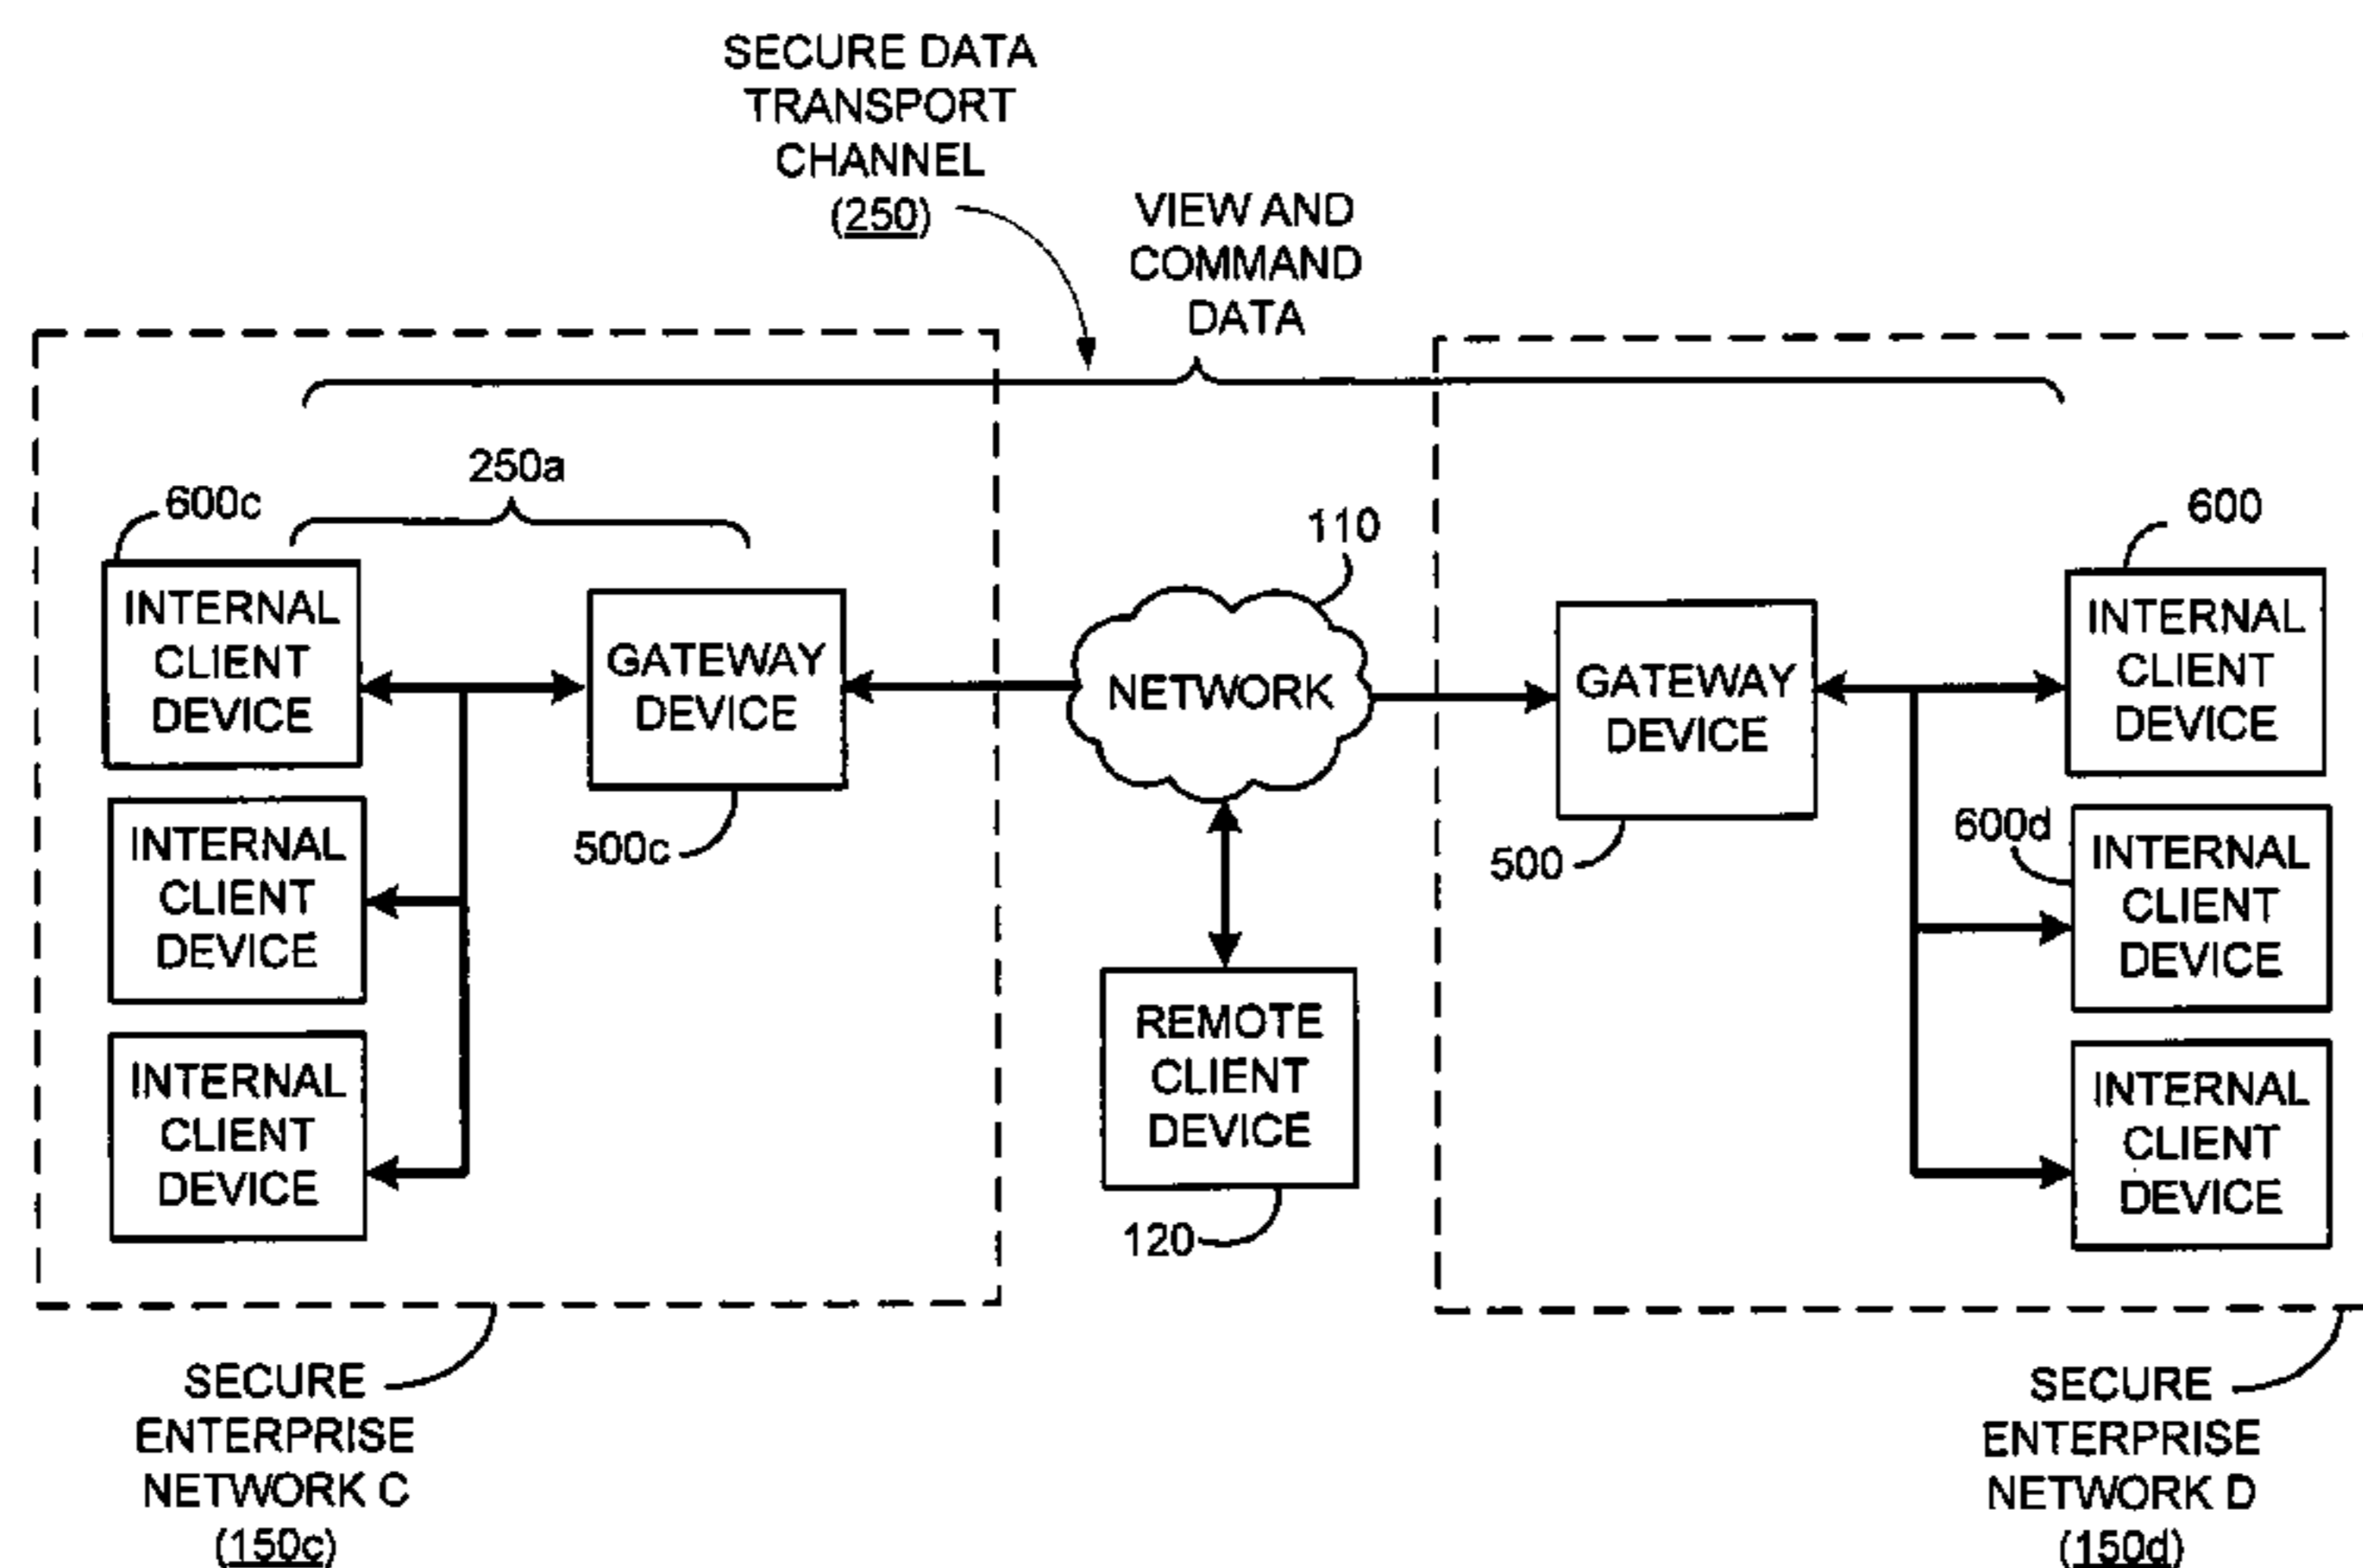 SECURE DATA
TRANSPORT
CHANNEL
(250)
VIEW AND
COMMAND
DATA
250a
600c
INTERNAL
CLIENT
DEVICE
GATEWAY
DEVICE
500c
INTERNAL
CLIENT
DEVICE
INTERNAL
CLIENT
DEVICE
110
NETWORK
REMOTE
CLIENT
DEVICE
120
GATEWAY
DEVICE
500
600
INTERNAL
CLIENT
DEVICE
600d
INTERNAL
CLIENT
DEVICE
INTERNAL
CLIENT
DEVICE
SECURE
ENTERPRISE
NETWORK C
(150c)
SECURE
ENTERPRISE
NETWORK D
(150d)